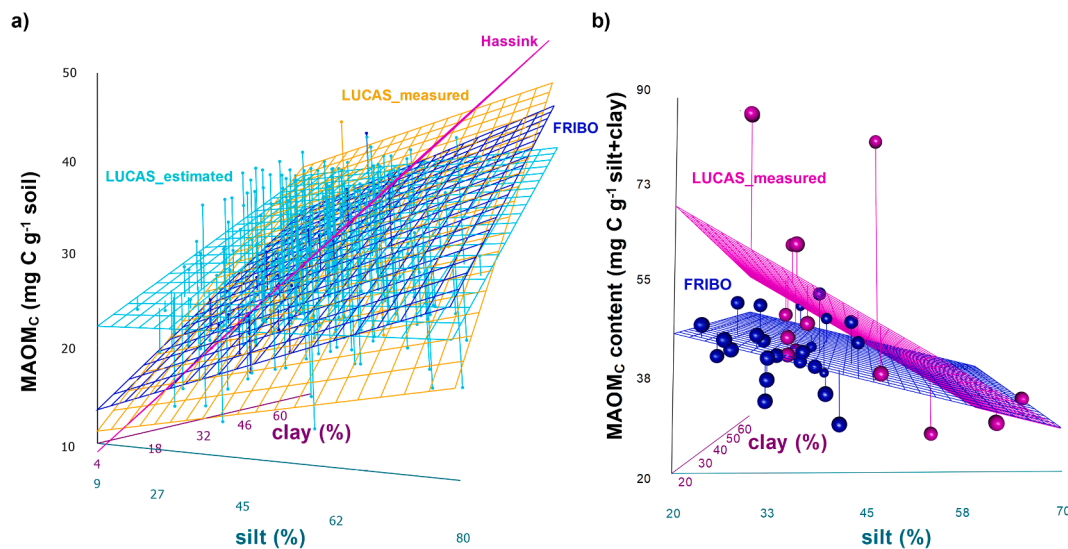 a)
Hassink
LUCAS_measured
FRIBO
LUCAS_estimated
MAOMC (mg C g-1 soil)
50
40
30
20
10
60
46
32
18
4
clay (%)
9
27
45
62
80
silt (%)
b)
90
73
55
38
20
MAOMC content (mg C g-1 silt+clay)
LUCAS_measured
FRIBO
60
50
40
30
20
clay (%)
20
33
45
58
70
silt (%)